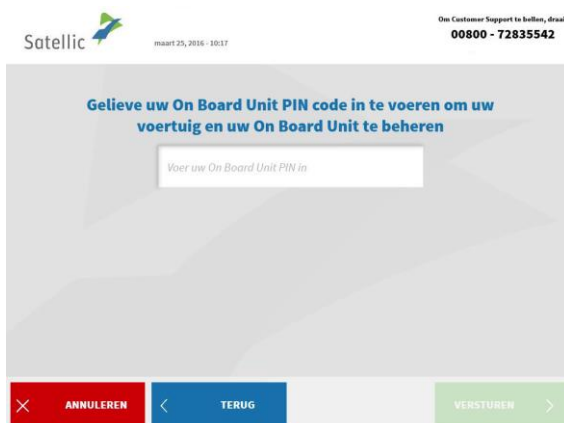 Satellic
maart 25, 2016 - 10:17
Om Customer Support te bellen, draai
00800 - 72835542
Gelieve uw On Board Unit PIN code in te voeren om uw
voertuig en uw On Board Unit te beheren
Voer uw On Board Unit PIN in
ANNULEREN
TERUG
VERSTUREN